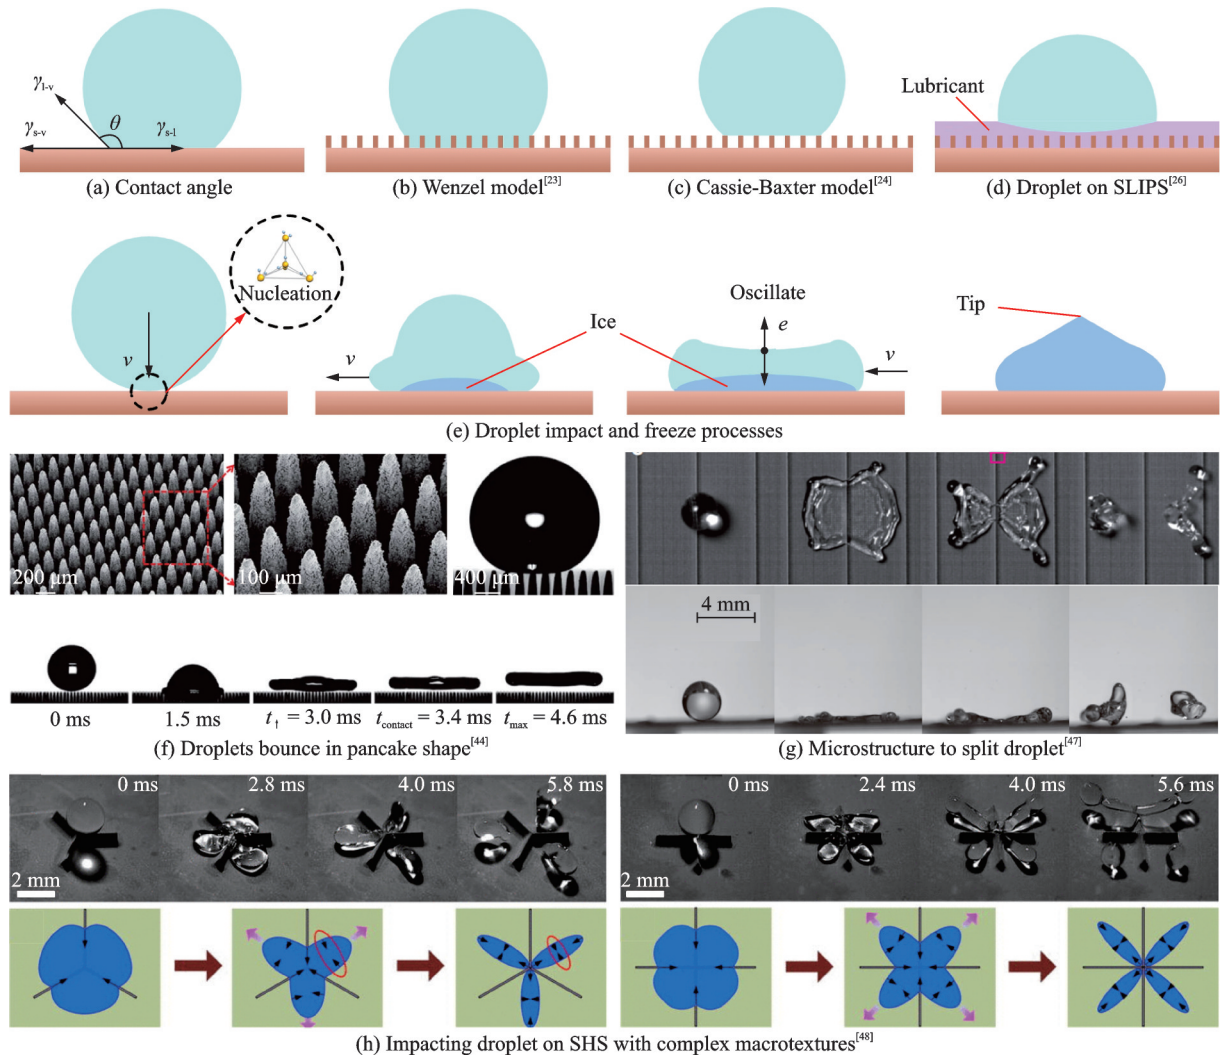 γl-v
θ
γs-v
γs-l
(a) Contact angle
(b) Wenzel model[23]
(c) Cassie-Baxter model[24]
Lubricant
(d) Droplet on SLIPS[26]
Nucleation
v
v
Ice
Oscillate
e
v
Tip
(e) Droplet impact and freeze processes
200 μm
100 μm
400 μm
0 ms
1.5 ms
t↑ = 3.0 ms
tcontact = 3.4 ms
tmax = 4.6 ms
(f) Droplets bounce in pancake shape[44]
4 mm
(g) Microstructure to split droplet[47]
0 ms
2.8 ms
4.0 ms
5.8 ms
2 mm
0 ms
2.4 ms
4.0 ms
5.6 ms
2 mm
(h) Impacting droplet on SHS with complex macrotextures[48]